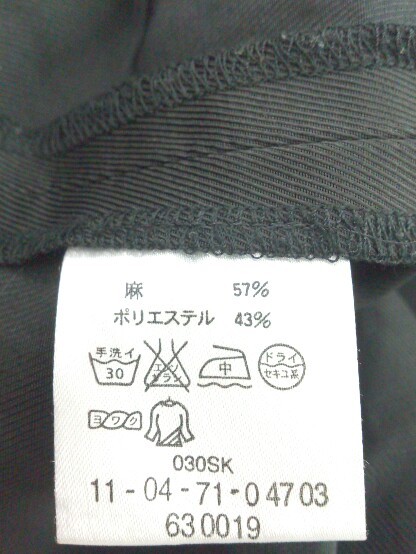 麻 57%
ポリエステル 43%
手洗イ 30 エンソ サラシ 中 ドライ セキユ系
ヨワク
030SK
11-04-71-04703
630019